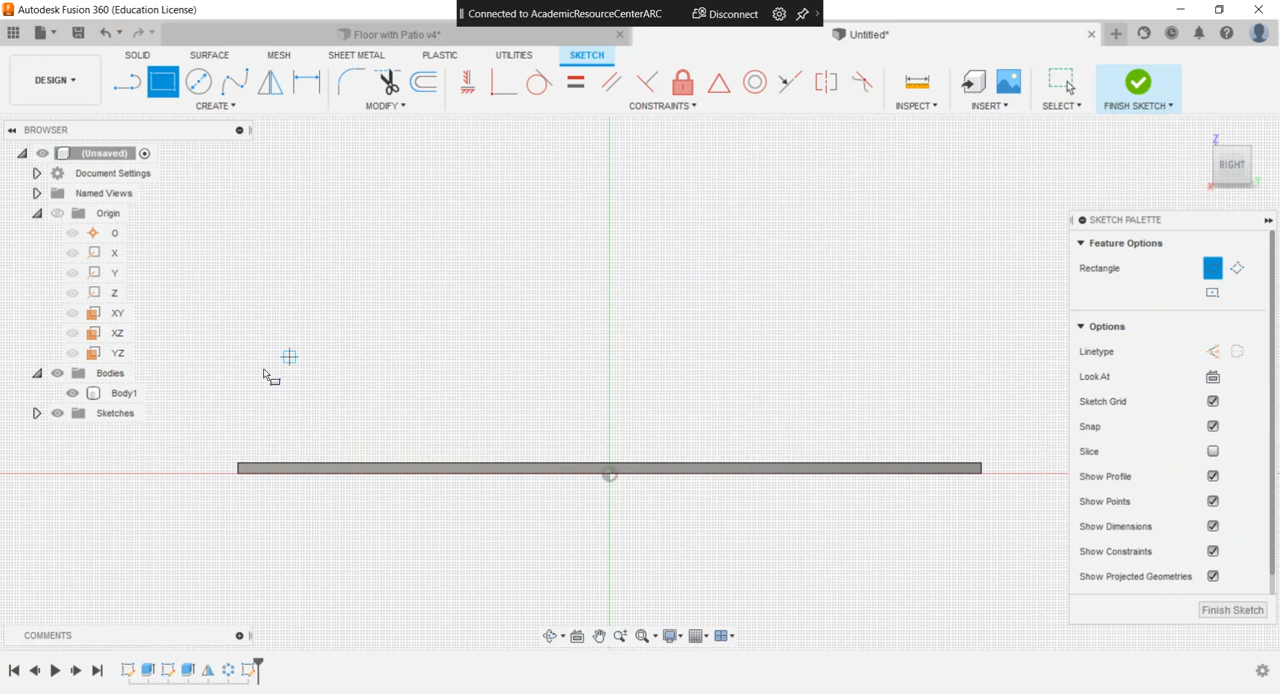 Autodesk Fusion 360 (Education License)
Connected to AcademicResourceCenterARC
Disconnect
Floor with Patio v4*
Untitled*
DESIGN
SOLID
SURFACE
MESH
SHEET METAL
PLASTIC
UTILITIES
SKETCH
CREATE
MODIFY
CONSTRAINTS
INSPECT
INSERT
SELECT
FINISH SKETCH
BROWSER
(Unsaved)
Document Settings
Named Views
Origin
O
X
Y
Z
XY
XZ
YZ
Bodies
Body1
Sketches
Z
RIGHT
X
Y
SKETCH PALETTE
Feature Options
Rectangle
Options
Linetype
Look At
Sketch Grid
Snap
Slice
Show Profile
Show Points
Show Dimensions
Show Constraints
Show Projected Geometries
Finish Sketch
COMMENTS